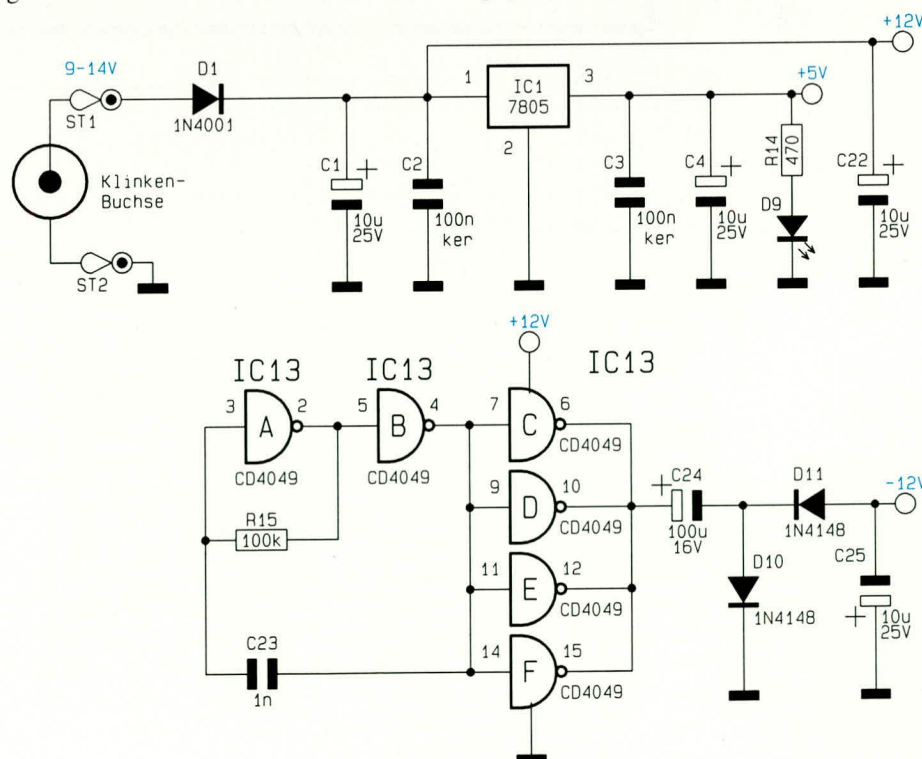 +12V
9-14V
D1
ST1
1N4001
1
IC1
7805
3
2
+5V
Klinken-
Buchse
ST2
C1
+
10u
25V
C2
100n
ker
C3
100n
ker
C4
+
10u
25V
R14
470
D9
C22
+
10u
25V
+12V
IC13
IC13
IC13
3
A
2
CD4049
5
B
4
CD4049
7
C
6
CD4049
9
D
10
CD4049
11
E
12
CD4049
14
F
15
CD4049
R15
100k
C23
1n
+
C24
100u
16V
D11
1N4148
-12V
D10
1N4148
C25
+
10u
25V